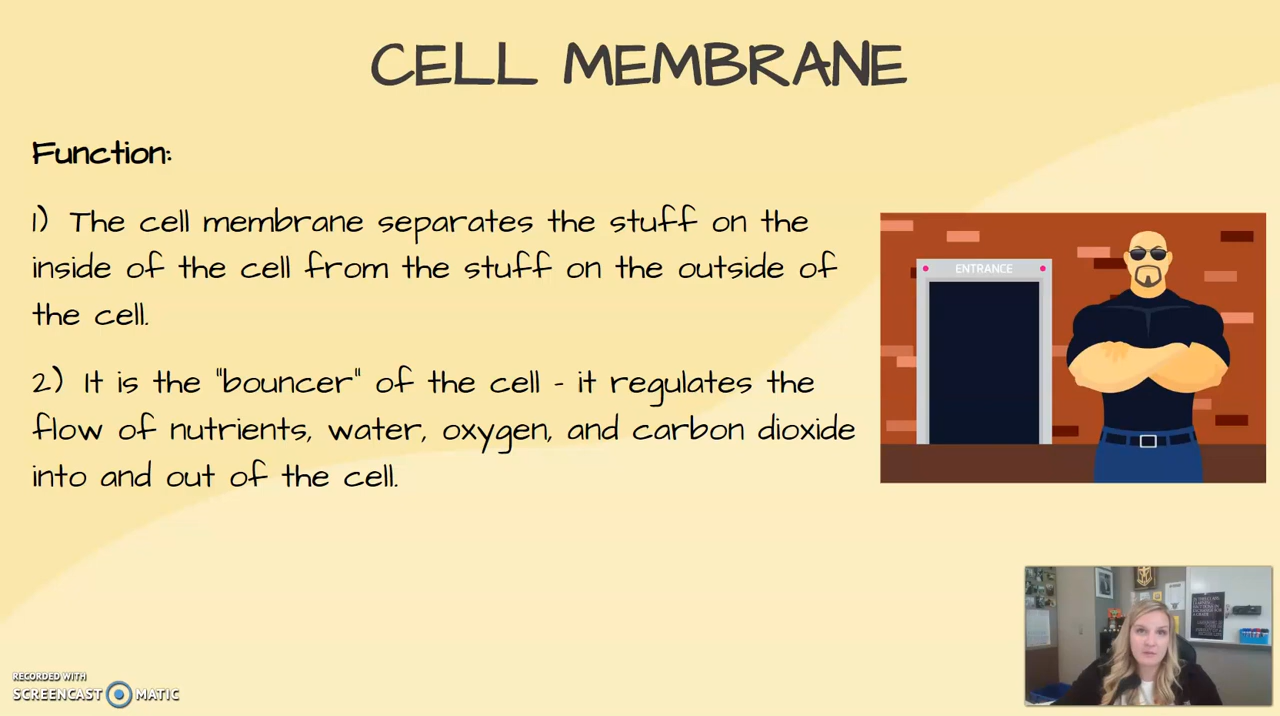 CELL MEMBRANE
Function:
1) The cell membrane separates the stuff on the
inside of the cell from the stuff on the outside of
the cell.
2) It is the "bouncer" of the cell - it regulates the
flow of nutrients, water, oxygen, and carbon dioxide
into and out of the cell.
ENTRANCE
RECORDED WITH
SCREENCAST MATIC